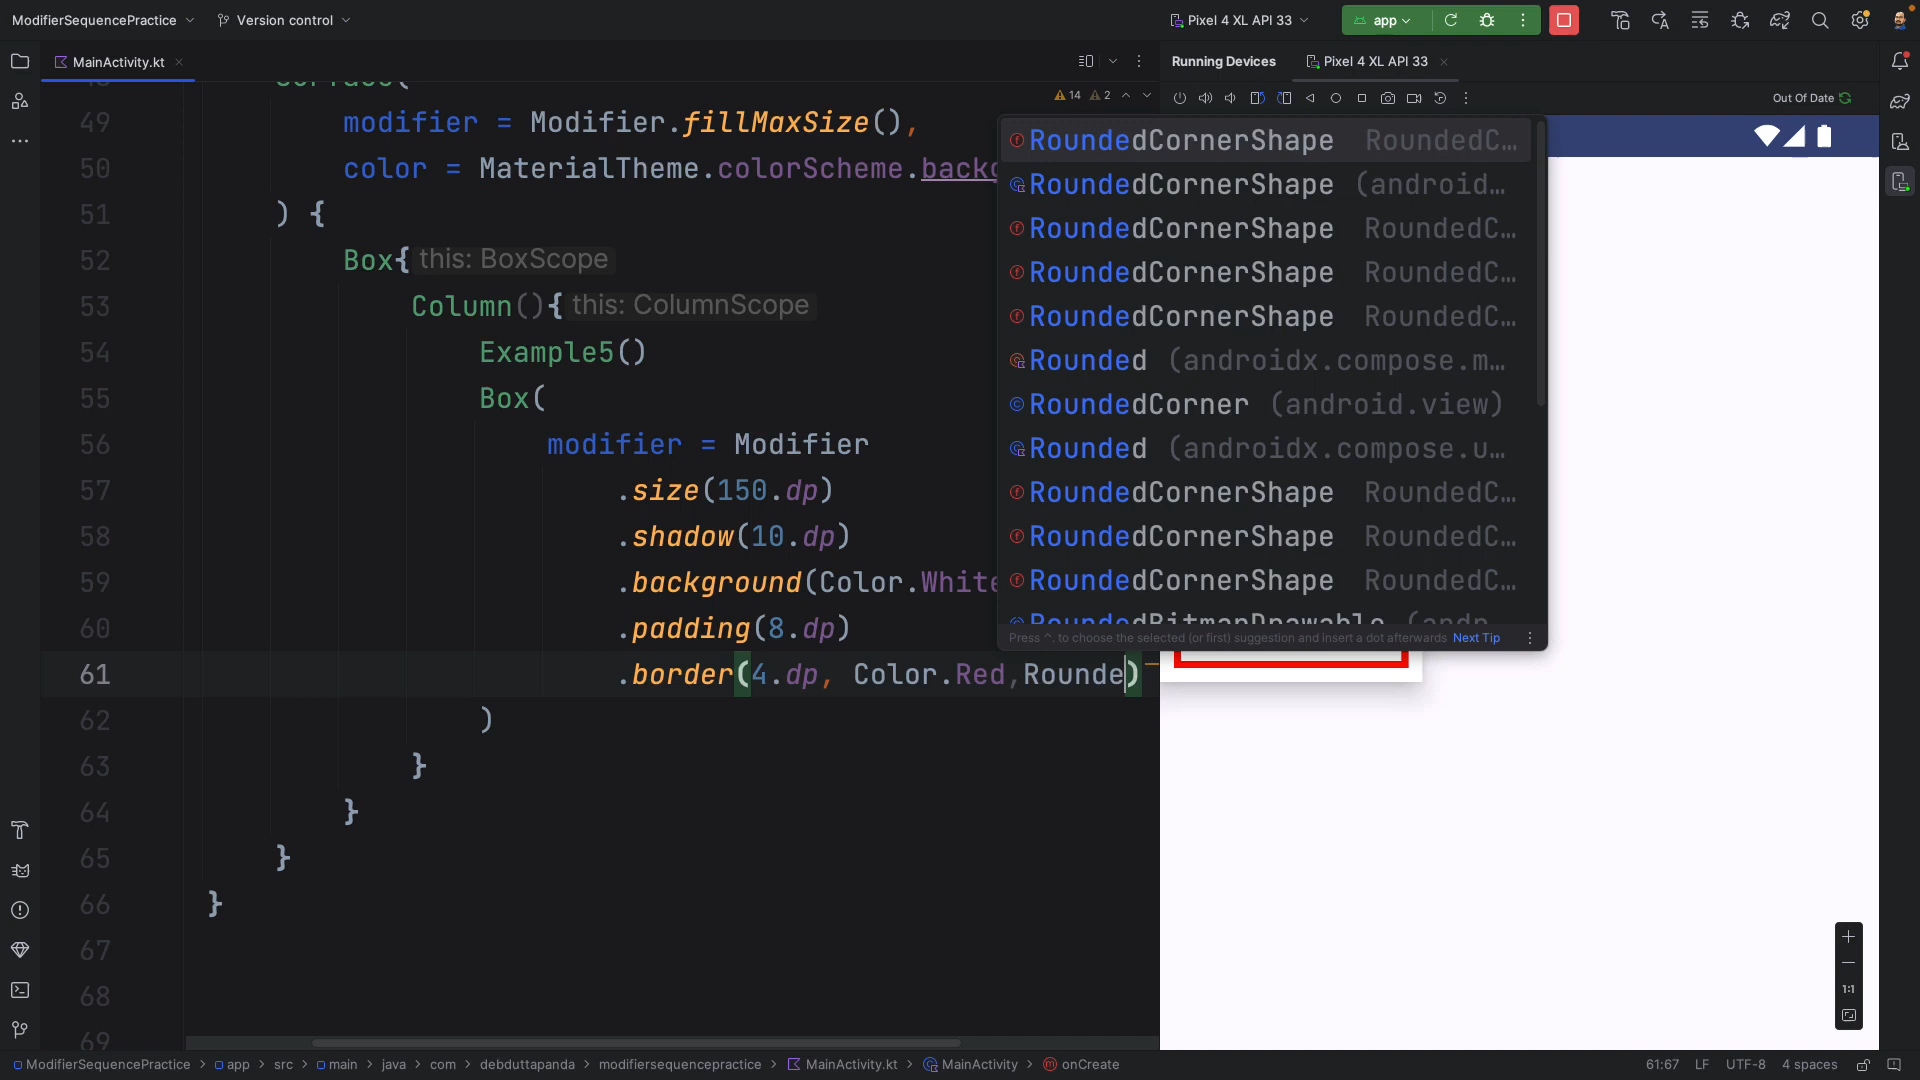 ModifierSequencePractice
Version control
Pixel 4 XL API 33
app
MainActivity.kt
Running Devices
Pixel 4 XL API 33
14
2
Out Of Date
49 modifier = Modifier.fillMaxSize(),
50 color = MaterialTheme.colorScheme.
51 ) {
52 Box{ this: BoxScope
53 Column(){ this: ColumnScope
54 Example5()
55 Box(
56 modifier = Modifier
57 .size(150.dp)
58 .shadow(10.dp)
59 .background(Color.White
60 .padding(8.dp)
61 .border(4.dp, Color.Red,Rounde)
62 )
63 }
64 }
65 }
66 }
67
68
69
RoundedCornerShape RoundedC…
RoundedCornerShape (android…
RoundedCornerShape RoundedC…
RoundedCornerShape RoundedC…
RoundedCornerShape RoundedC…
Rounded (androidx.compose.m…
RoundedCorner (android.view)
Rounded (androidx.compose.u…
RoundedCornerShape RoundedC…
RoundedCornerShape RoundedC…
RoundedCornerShape RoundedC…
RoundedBitmapDrawable (andr…
Press ^. to choose the selected (or first) suggestion and insert a dot afterwards Next Tip
1:1
ModifierSequencePractice > app > src > main > java > com > debduttapanda > modifiersequencepractice > MainActivity.kt > MainActivity > onCreate
61:67 LF UTF-8 4 spaces